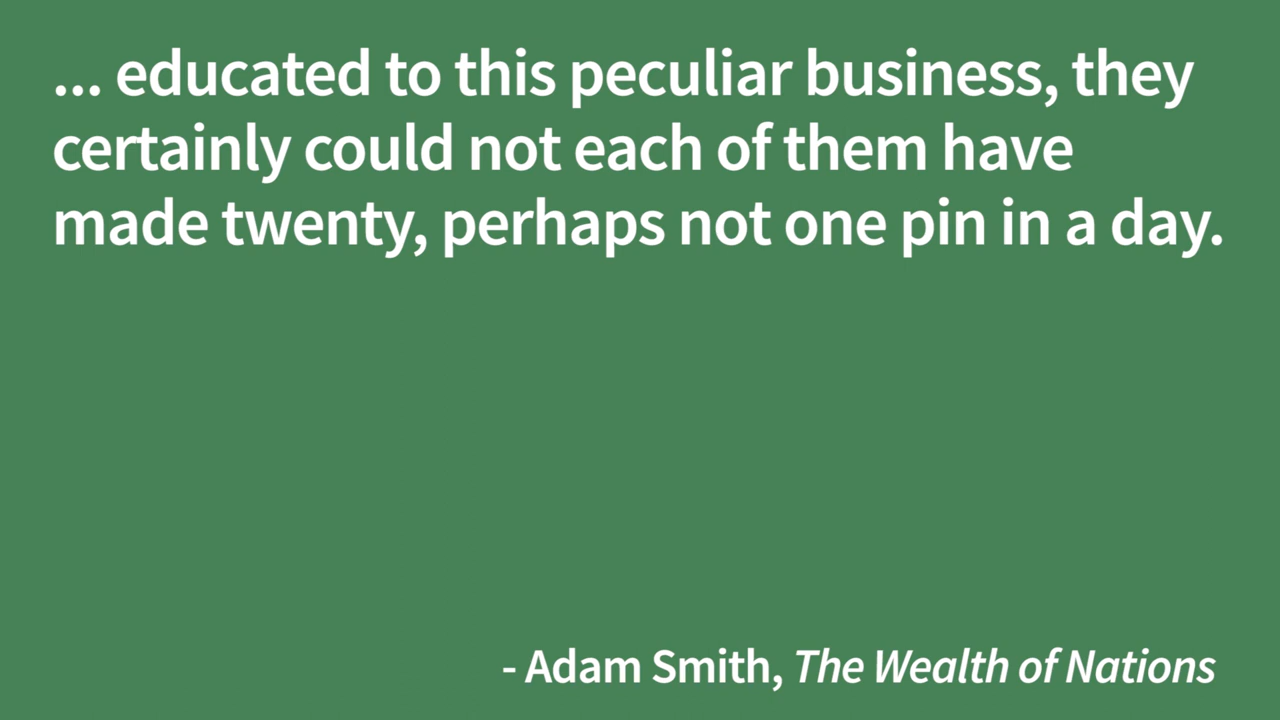 ... educated to this peculiar business, they
certainly could not each of them have
made twenty, perhaps not one pin in a day.
- Adam Smith, The Wealth of Nations